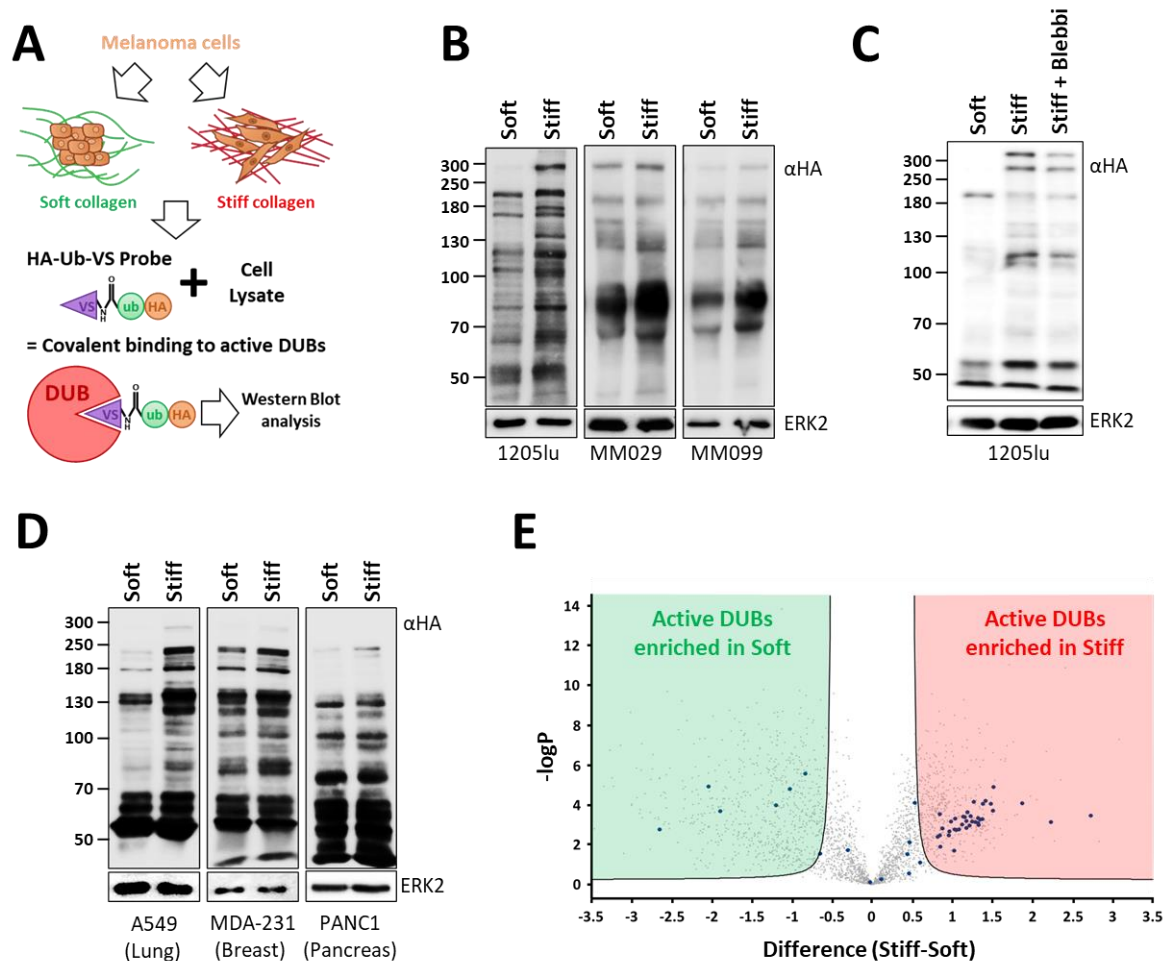 A
Melanoma cells
Soft collagen
Stiff collagen
HA-Ub-VS Probe
VS
N
H
O
ub
HA
+
Cell
Lysate
= Covalent binding to active DUBs
DUB
VS
N
H
O
ub
HA
Western Blot
analysis
B
Soft
Stiff
Soft
Stiff
Soft
Stiff
300
250
180
130
100
70
50
αHA
ERK2
1205lu
MM029
MM099
C
Soft
Stiff
Stiff + Blebbi
300
250
180
130
100
70
50
αHA
ERK2
1205lu
D
Soft
Stiff
Soft
Stiff
Soft
Stiff
300
250
180
130
100
70
50
αHA
ERK2
A549
(Lung)
MDA-231
(Breast)
PANC1
(Pancreas)
E
Active DUBs
enriched in Soft
Active DUBs
enriched in Stiff
-logP
14
12
10
8
6
4
2
0
-3.5 -3 -2.5 -2 -1.5 -1 -0.5 0 0.5 1 1.5 2 2.5 3 3.5
Difference (Stiff-Soft)